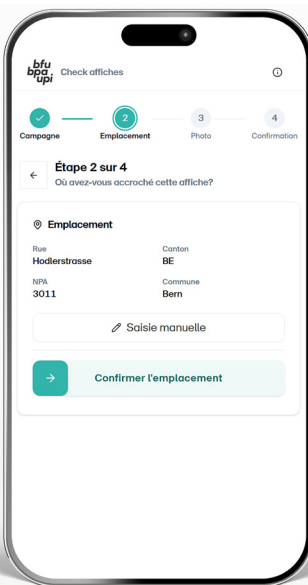 bfu
bpa
upi
Check affiches
2
3
4
Campagne
Emplacement
Photo
Confirmation
Étape 2 sur 4
Où avez-vous accroché cette affiche?
Emplacement
Rue
Canton
Hodlerstrasse
BE
NPA
Commune
3011
Bern
Saisie manuelle
Confirmer l'emplacement